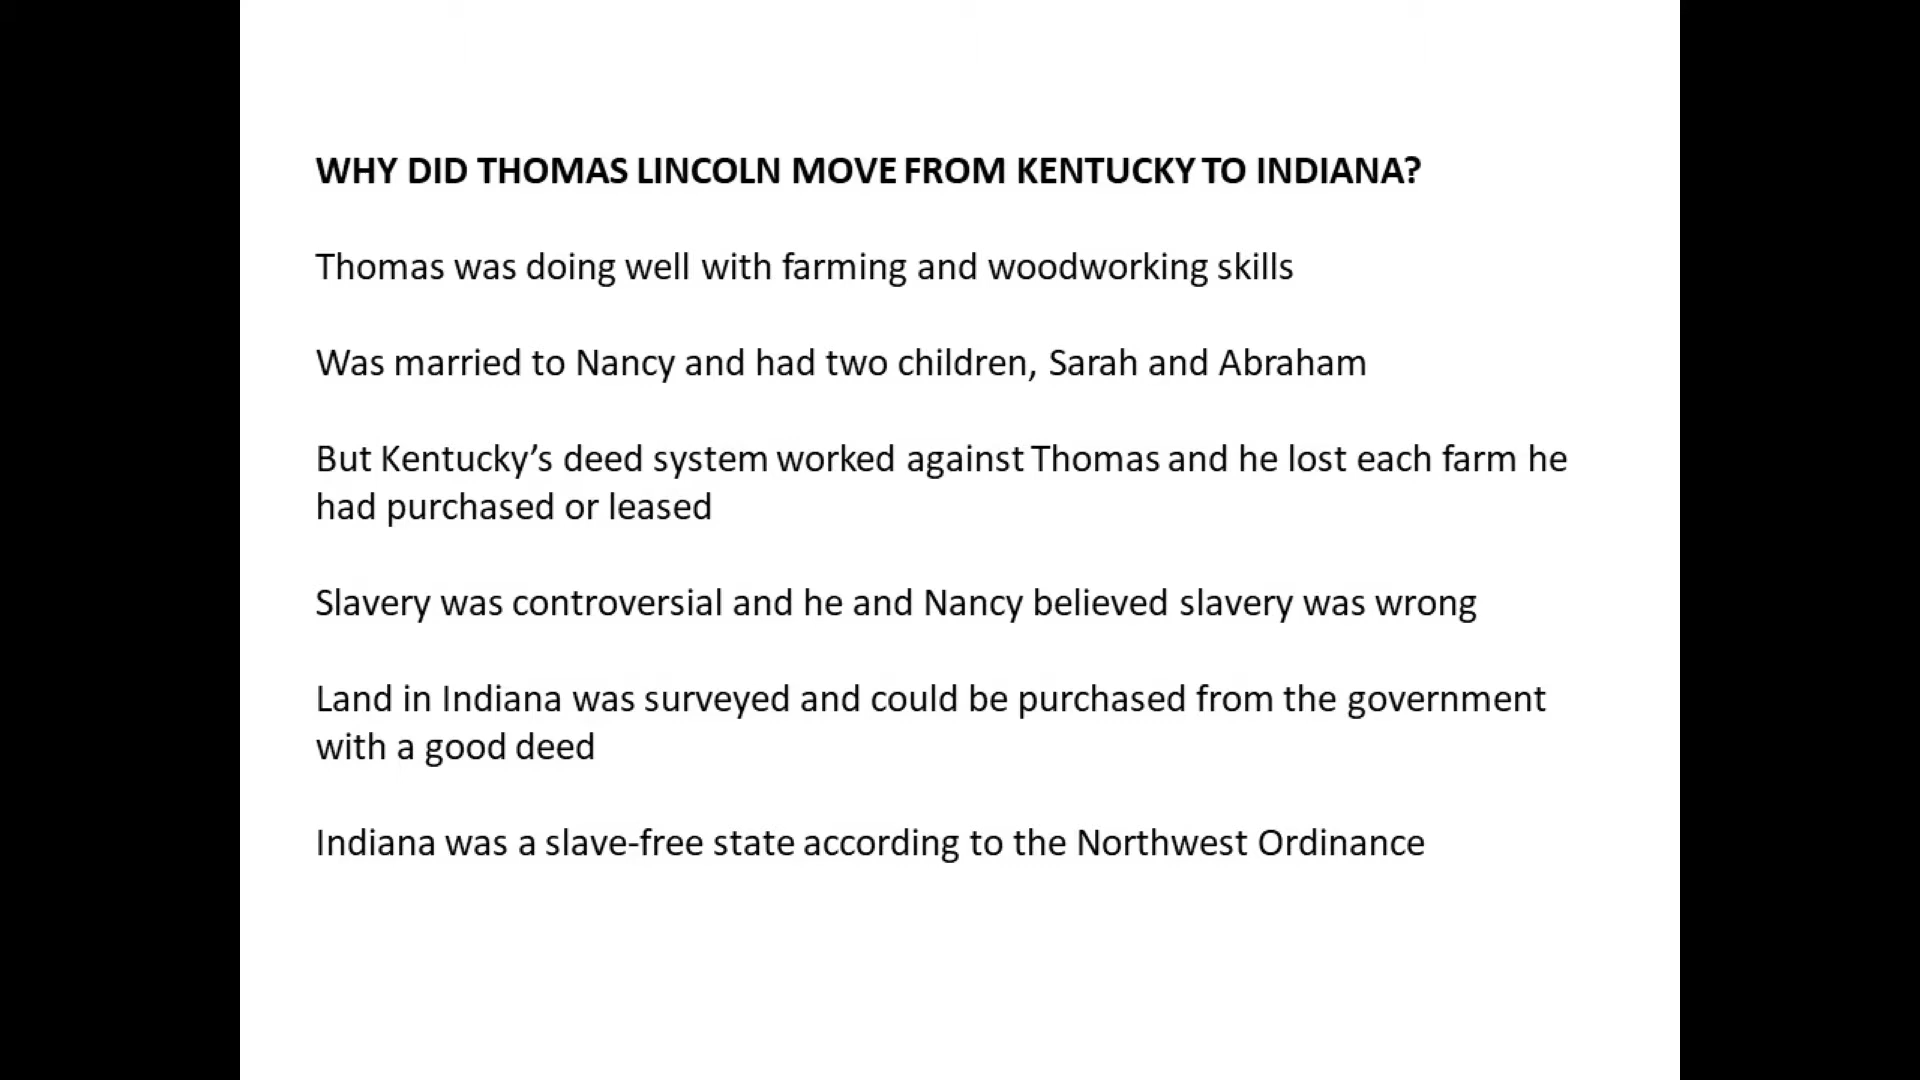 WHY DID THOMAS LINCOLN MOVE FROM KENTUCKY TO INDIANA?
Thomas was doing well with farming and woodworking skills
Was married to Nancy and had two children, Sarah and Abraham
But Kentucky’s deed system worked against Thomas and he lost each farm he
had purchased or leased
Slavery was controversial and he and Nancy believed slavery was wrong
Land in Indiana was surveyed and could be purchased from the government
with a good deed
Indiana was a slave-free state according to the Northwest Ordinance